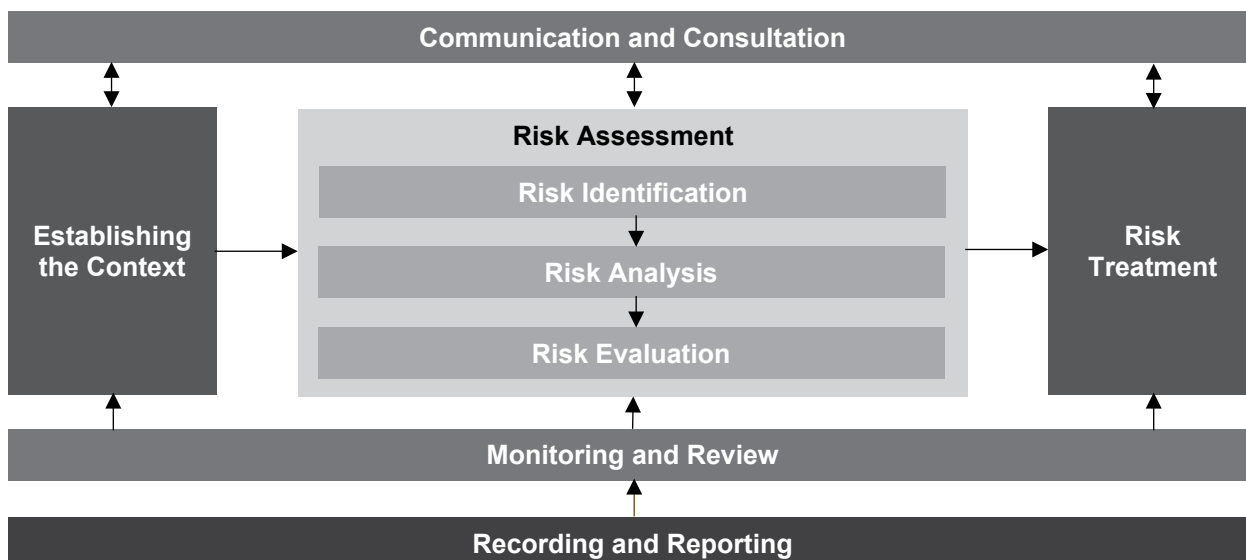 Communication and Consultation
Risk Assessment
Risk Identification
Establishing
the Context
Risk Analysis
Risk
Treatment
Risk Evaluation
Monitoring and Review
Recording and Reporting